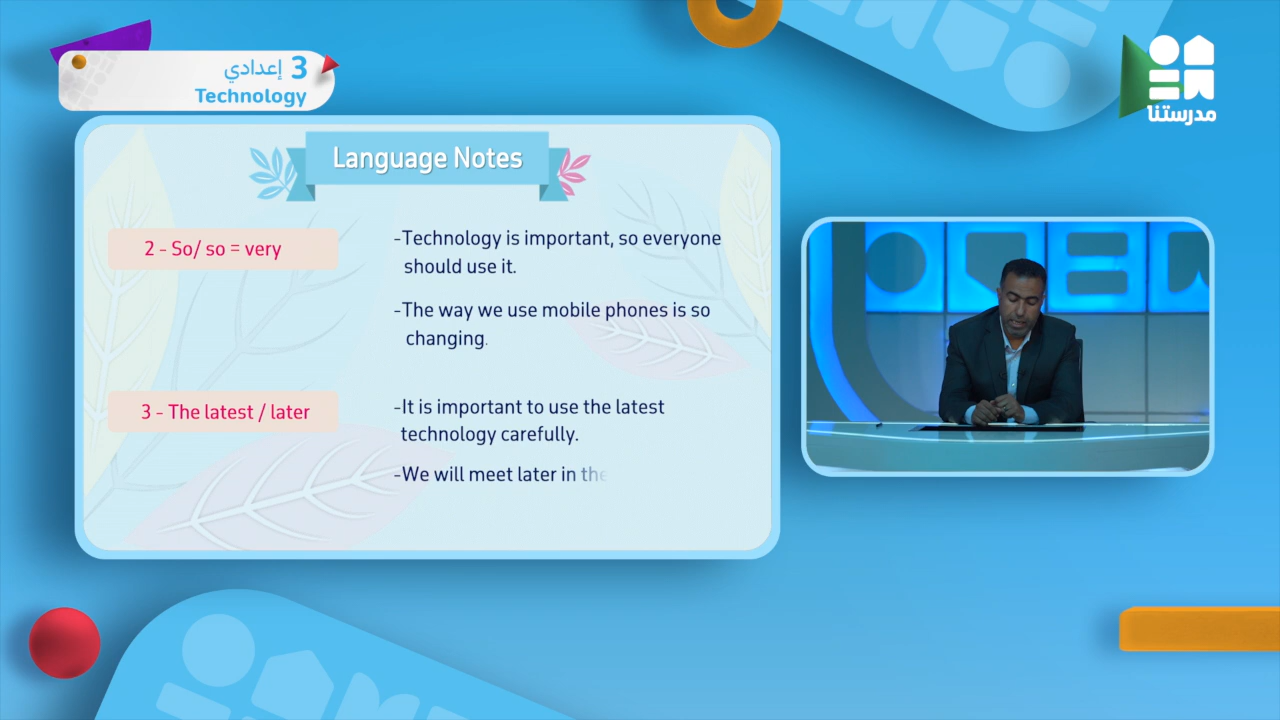 3 إعدادي
Technology
مدرستنا
Language Notes
2 - So/ so = very
-Technology is important, so everyone
should use it.
-The way we use mobile phones is so
changing.
3 - The latest / later
-It is important to use the latest
technology carefully.
-We will meet later in the